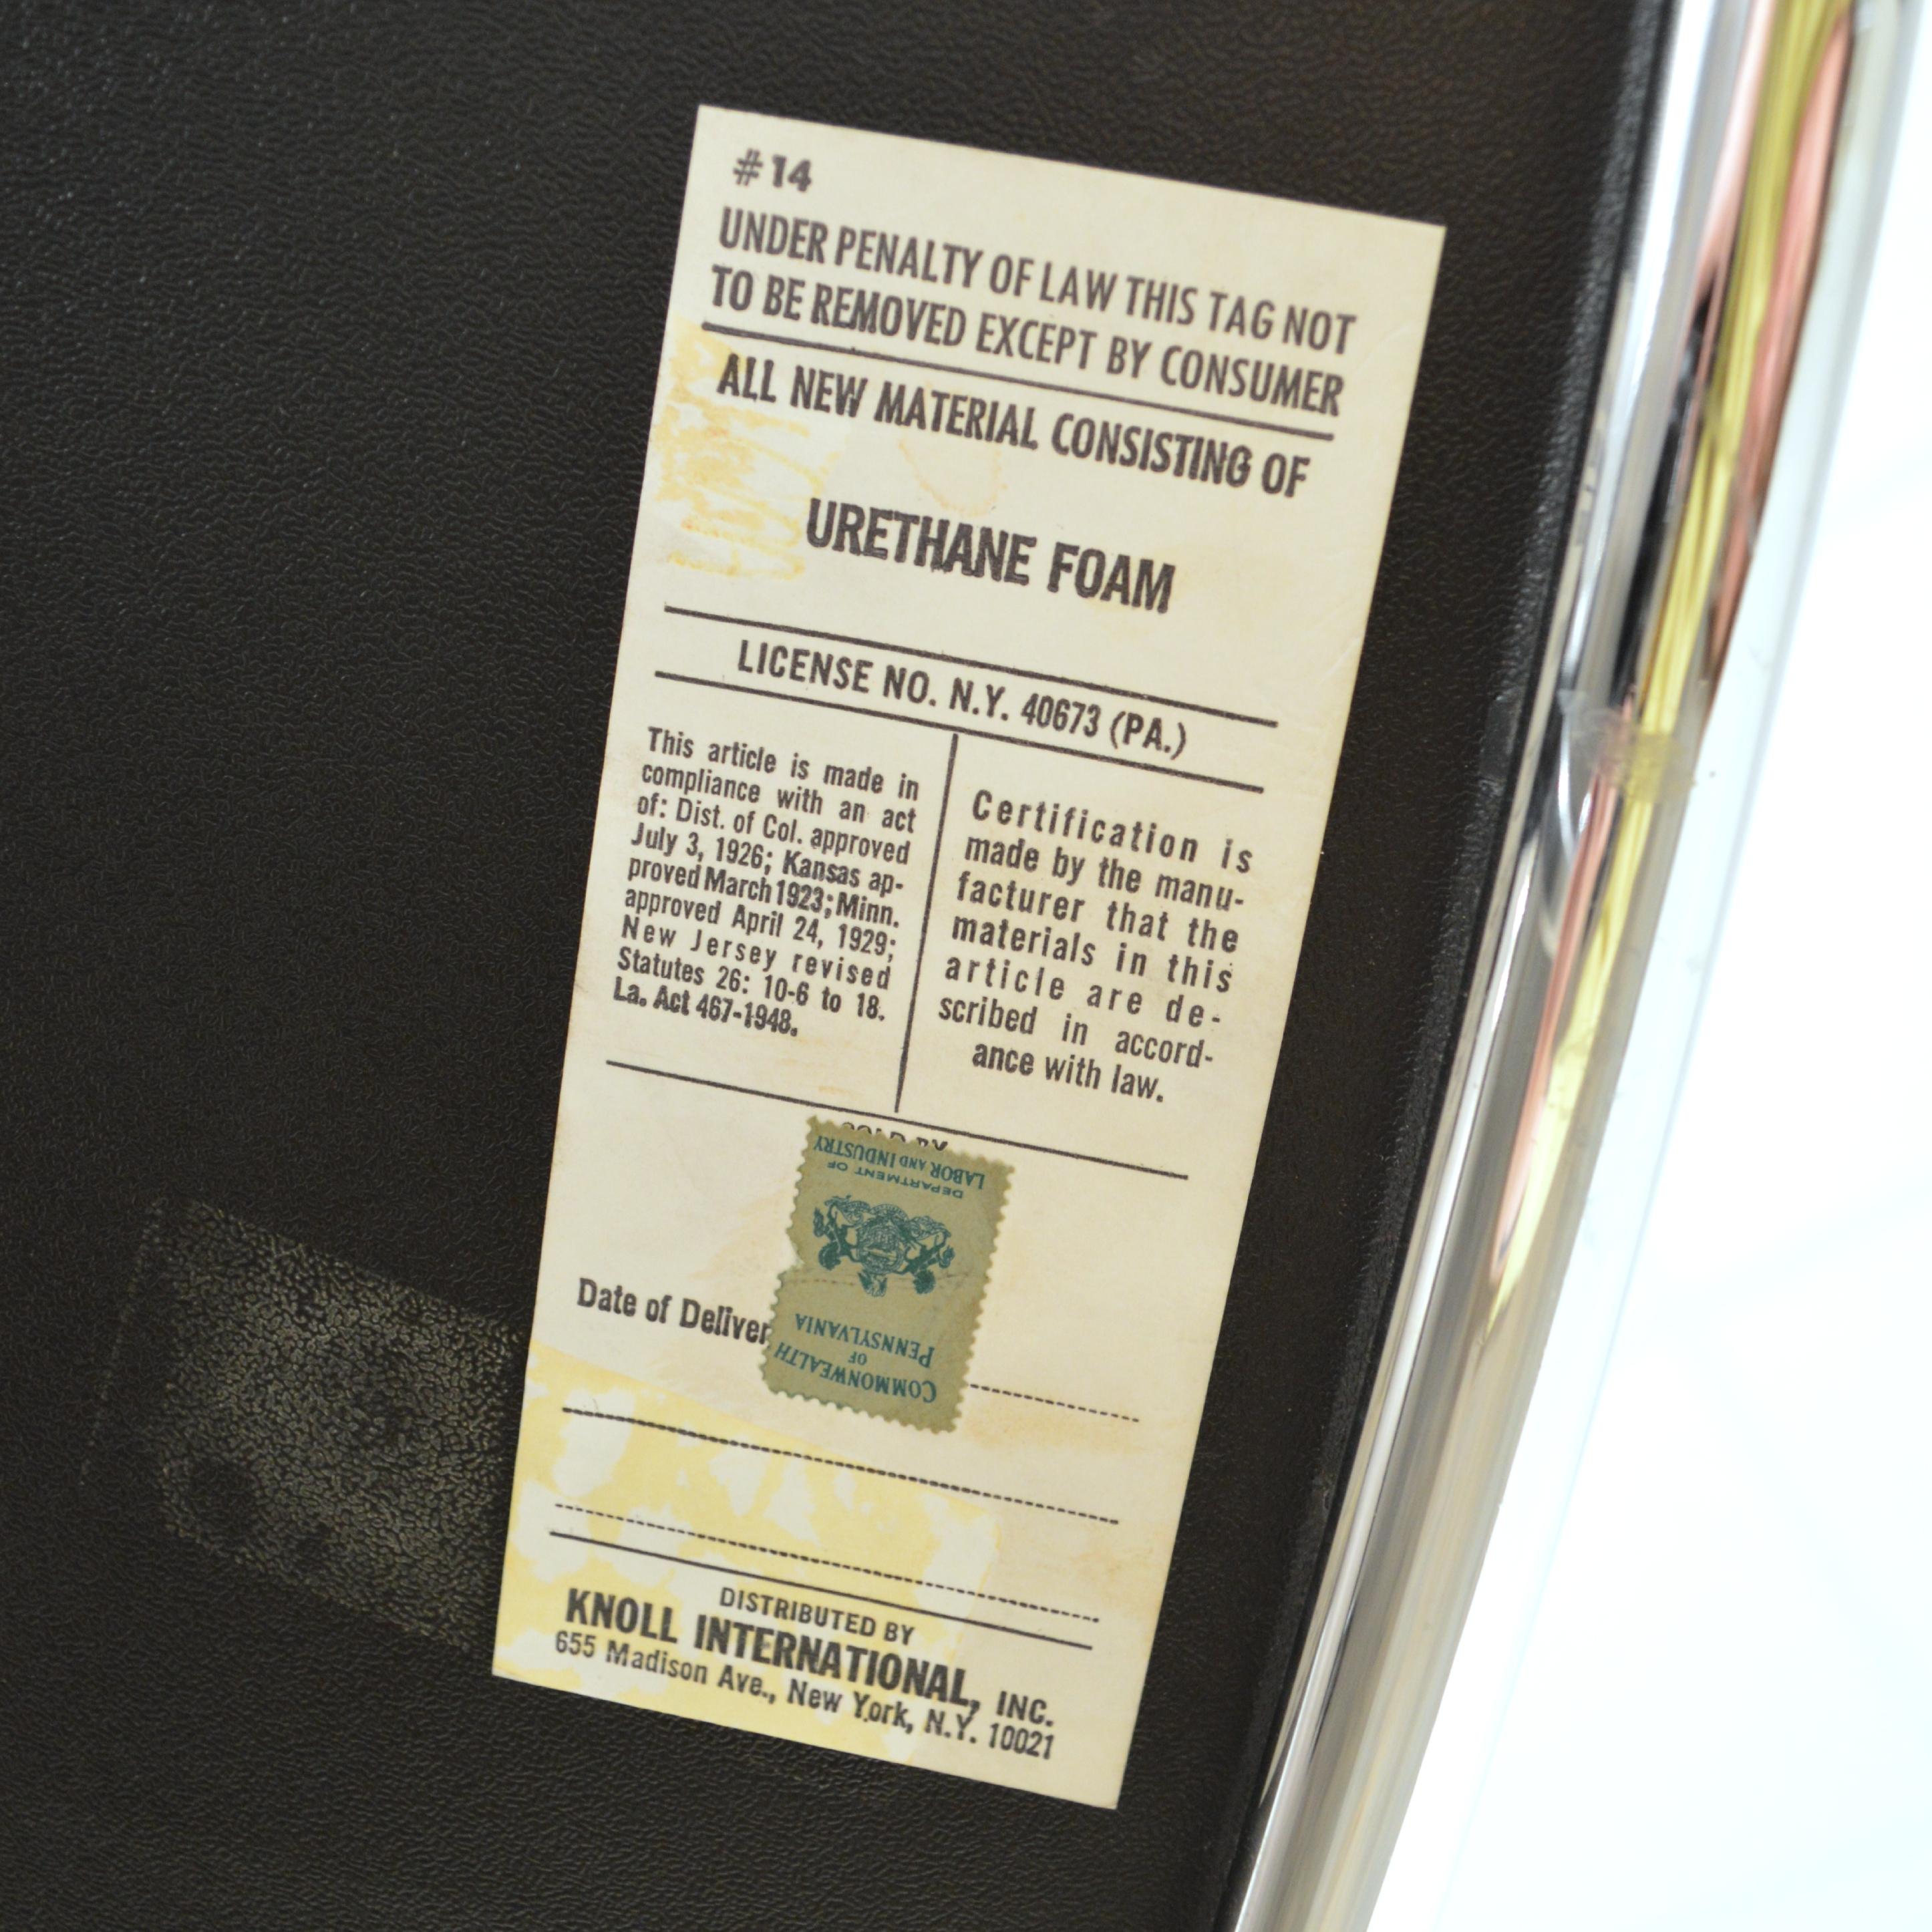 #14
UNDER PENALTY OF LAW THIS TAG NOT
TO BE REMOVED EXCEPT BY CONSUMER
ALL NEW MATERIAL CONSISTING OF
URETHANE FOAM
LICENSE NO. N.Y. 40673 (PA.)
This article is made in
compliance with an act
of: Dist. of Col. approved
July 3, 1926; Kansas ap-
proved March 1923; Minn.
approved April 24, 1929;
New Jersey revised
Statutes 26: 10-6 to 18.
La. Act 467-1948.
Certification is
made by the manu-
facturer that the
materials in this
article are de-
scribed in accord-
ance with law.
COMMONWEALTH
OF
PENNSYLVANIA
DEPARTMENT OF
LABOR AND INDUSTRY
Date of Deliver
DISTRIBUTED BY
KNOLL INTERNATIONAL, INC.
655 Madison Ave., New York, N.Y. 10021